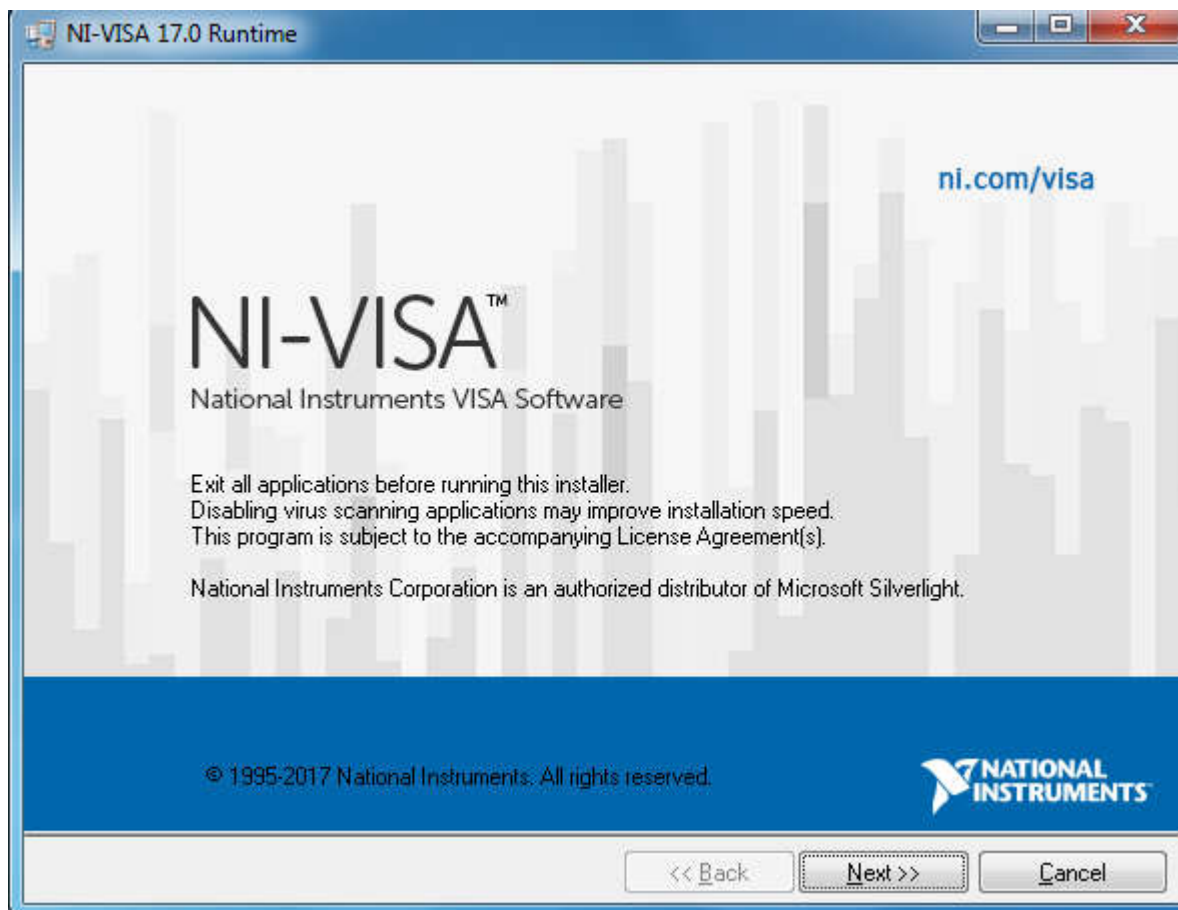 NI-VISA 17.0 Runtime
ni.com/visa
NI-VISA™
National Instruments VISA Software
Exit all applications before running this installer.
Disabling virus scanning applications may improve installation speed.
This program is subject to the accompanying License Agreement(s).
National Instruments Corporation is an authorized distributor of Microsoft Silverlight.
© 1995-2017 National Instruments. All rights reserved.
NATIONAL
INSTRUMENTS
<< Back Next >> Cancel